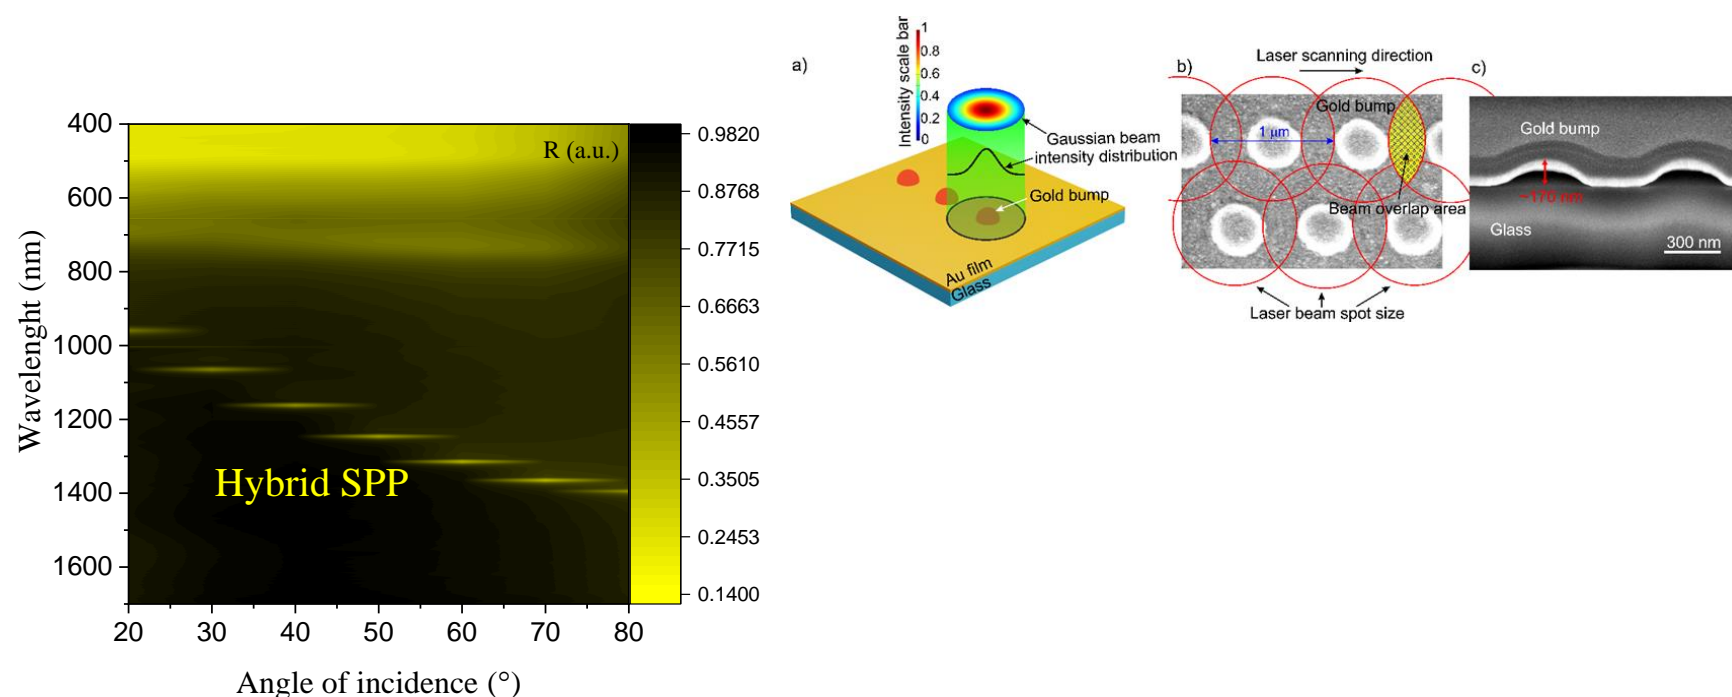 400
600
800
1000
1200
1400
1600
Wavelenght (nm)
R (a.u.)
Hybrid SPP
20 30 40 50 60 70 80
Angle of incidence (°)
0.9820
0.8768
0.7715
0.6663
0.5610
0.4557
0.3505
0.2453
0.1400
a)
Intensity scale bar
1
0.8
0.6
0.4
0.2
0
Gaussian beam
intensity distribution
Gold bump
Au film
Glass
b)
Laser scanning direction
Gold bump
1 μm
Beam overlap area
Laser beam spot size
c)
Gold bump
~170 nm
Glass
300 nm